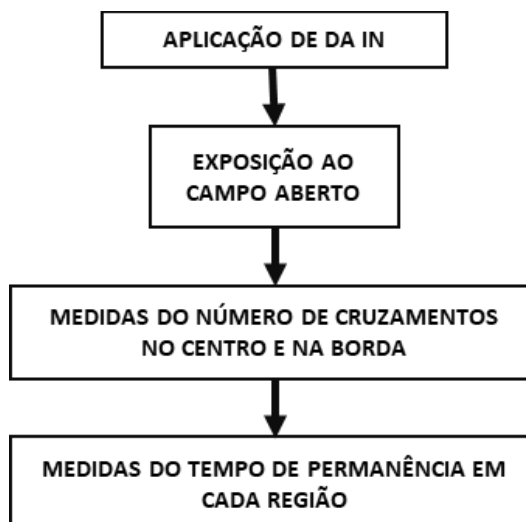 APLICAÇÃO DE DA IN
EXPOSIÇÃO AO
CAMPO ABERTO
MEDIDAS DO NÚMERO DE CRUZAMENTOS
NO CENTRO E NA BORDA
MEDIDAS DO TEMPO DE PERMANÊNCIA EM
CADA REGIÃO